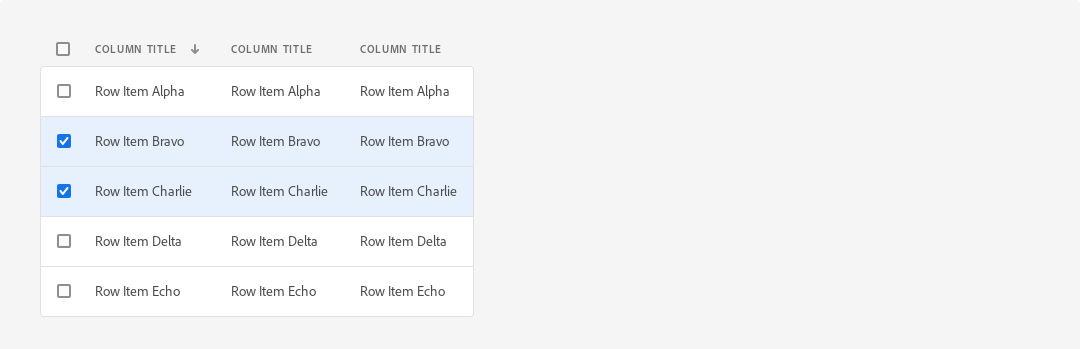 COLUMN TITLE COLUMN TITLE COLUMN TITLE
Row Item Alpha Row Item Alpha Row Item Alpha
Row Item Bravo Row Item Bravo Row Item Bravo
Row Item Charlie Row Item Charlie Row Item Charlie
Row Item Delta Row Item Delta Row Item Delta
Row Item Echo Row Item Echo Row Item Echo